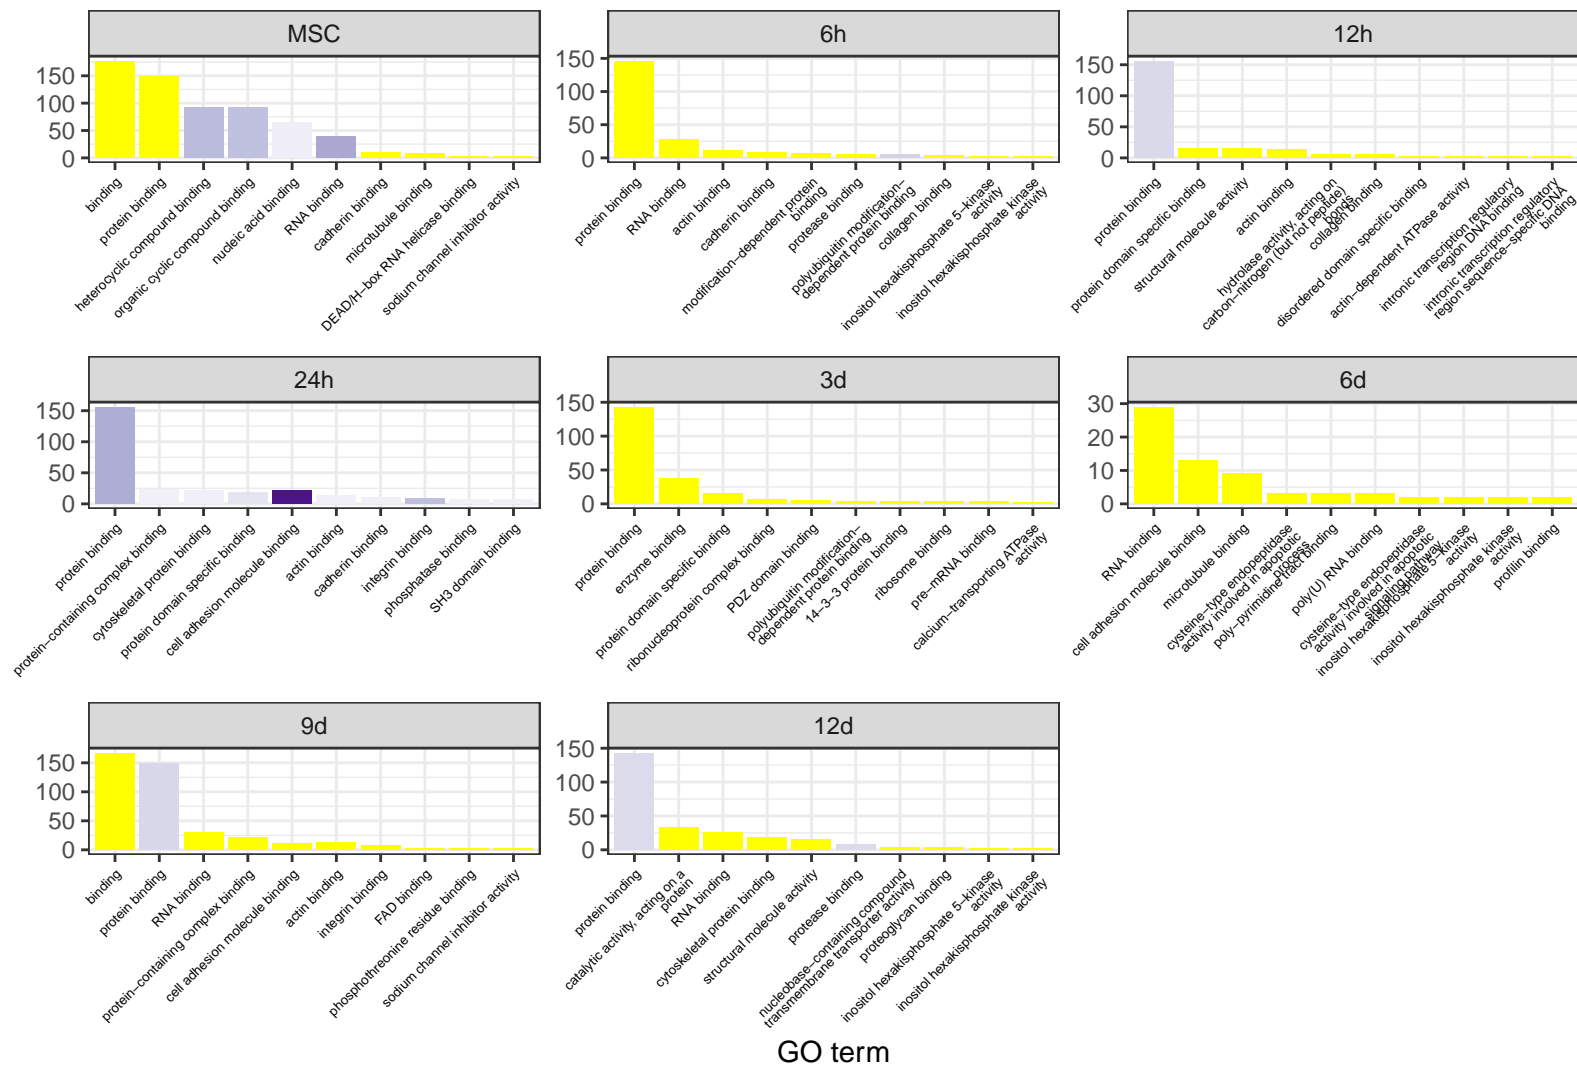 MSC
150
100
50
0
binding
protein binding
heterocyclic compound binding
organic cyclic compound binding
nucleic acid binding
RNA binding
cadherin binding
microtubule binding
DEAD/H−box RNA helicase binding
sodium channel inhibitor activity
6h
150
100
50
0
protein binding
RNA binding
actin binding
cadherin binding
modification−dependent protein
binding
protease binding
polyubiquitin modification−
dependent protein binding
collagen binding
inositol hexakisphosphate 5−kinase
activity
inositol hexakisphosphate kinase
activity
12h
150
100
50
0
protein binding
protein domain specific binding
structural molecule activity
actin binding
hydrolase activity, acting on
carbon−nitrogen (but not peptide)
bonds
collagen binding
disordered domain specific binding
actin−dependent ATPase activity
intronic transcription regulatory
region DNA binding
intronic transcription regulatory
region sequence−specific DNA
binding
24h
150
100
50
0
protein binding
protein−containing complex binding
cytoskeletal protein binding
protein domain specific binding
cell adhesion molecule binding
actin binding
cadherin binding
integrin binding
phosphatase binding
SH3 domain binding
3d
150
100
50
0
protein binding
enzyme binding
protein domain specific binding
ribonucleoprotein complex binding
PDZ domain binding
polyubiquitin modification−
dependent protein binding
14−3−3 protein binding
ribosome binding
pre−mRNA binding
calcium−transporting ATPase
activity
6d
30
20
10
0
RNA binding
cell adhesion molecule binding
microtubule binding
cysteine−type endopeptidase
activity involved in apoptotic
process
poly−pyrimidine tract binding
poly(U) RNA binding
cysteine−type endopeptidase
activity involved in apoptotic
signaling pathway
inositol hexakisphosphate 5−kinase
activity
inositol hexakisphosphate kinase
activity
profilin binding
9d
150
100
50
0
binding
protein binding
RNA binding
protein−containing complex binding
cell adhesion molecule binding
actin binding
integrin binding
FAD binding
phosphothreonine residue binding
sodium channel inhibitor activity
12d
150
100
50
0
protein binding
catalytic activity, acting on a
protein
RNA binding
cytoskeletal protein binding
structural molecule activity
protease binding
nucleobase−containing compound
transmembrane transporter activity
proteoglycan binding
inositol hexakisphosphate 5−kinase
activity
inositol hexakisphosphate kinase
activity
GO term